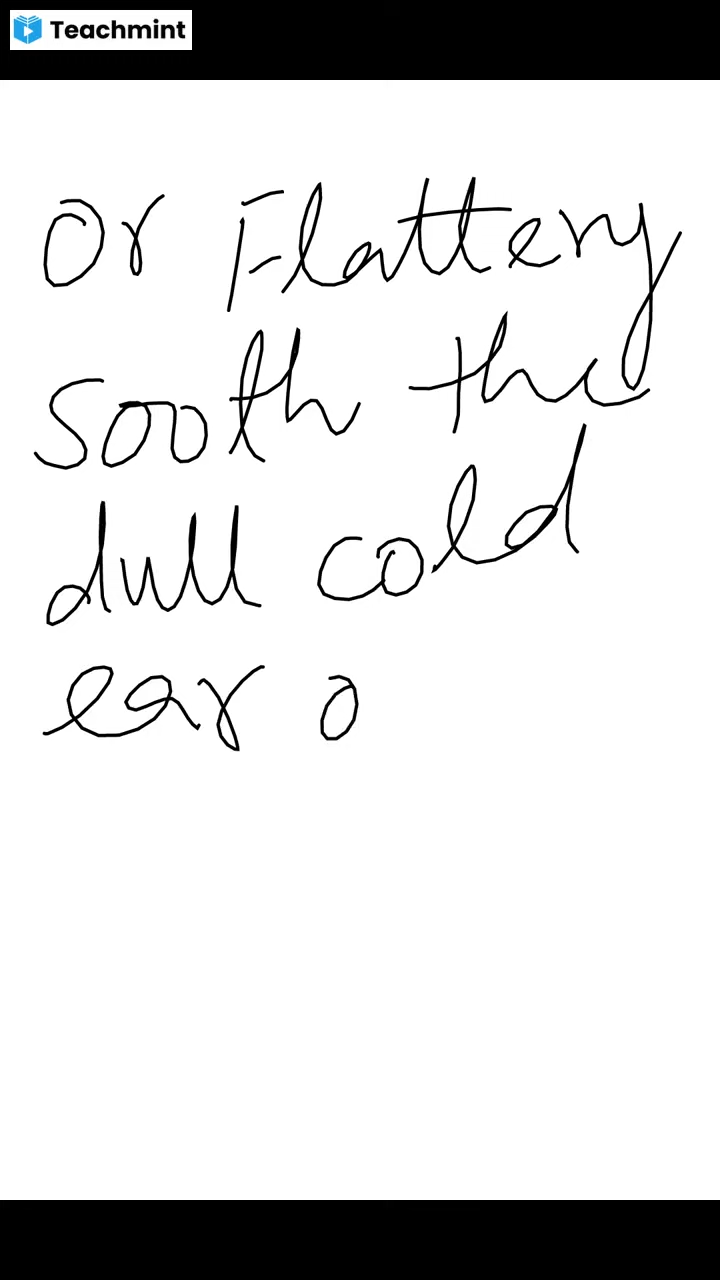 Teachmint
Or Flattery
sooth the
dull cold
ear o